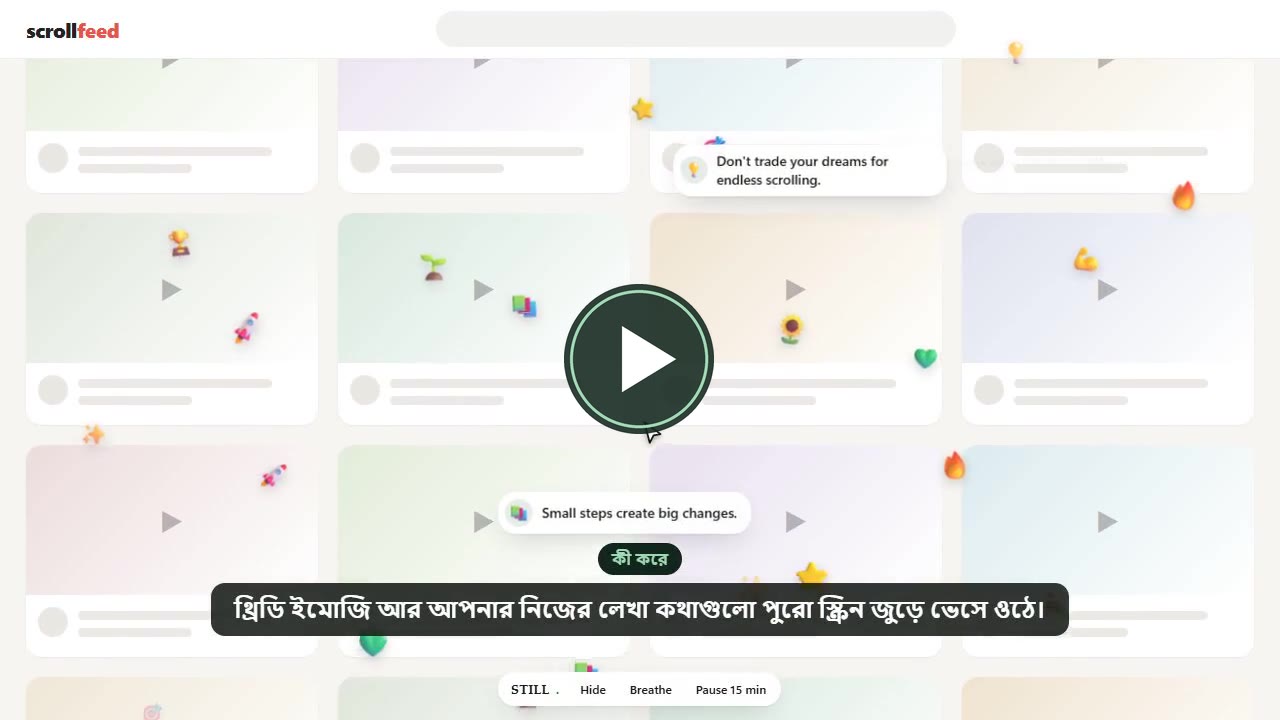 scrollfeed
Don't trade your dreams for
endless scrolling.
Small steps create big changes.
কী করে
থ্রিডি ইমোজি আর আপনার নিজের লেখা কথাগুলো পুরো স্ক্রিন জুড়ে ভেসে ওঠে।
STILL . Hide Breathe Pause 15 min